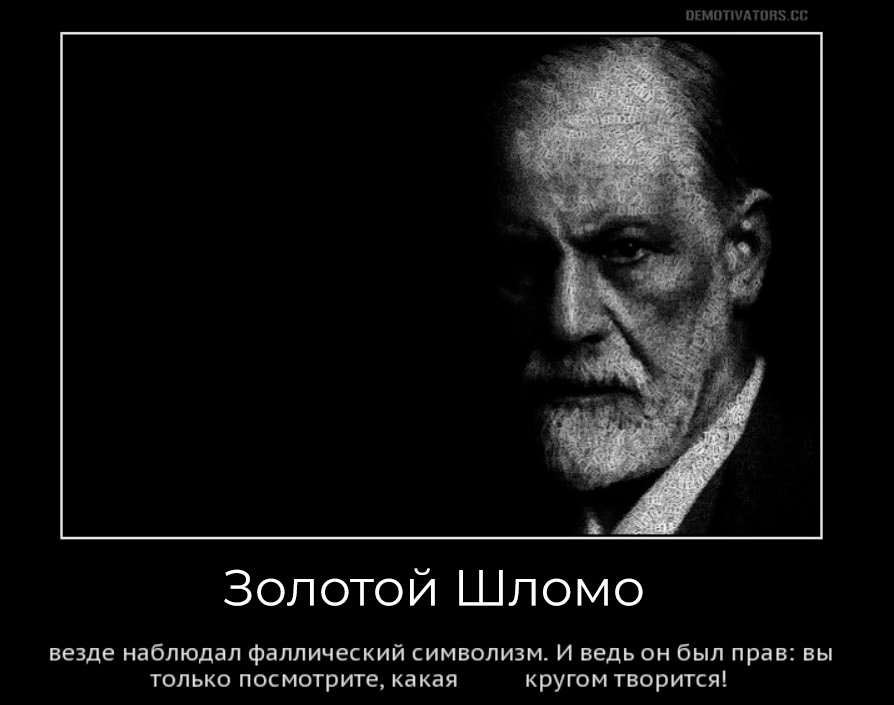 DEMOTIVATORS.CC
Золотой Шломо
везде наблюдал фаллический символизм. И ведь он был прав: вы
только посмотрите, какая кругом творится!